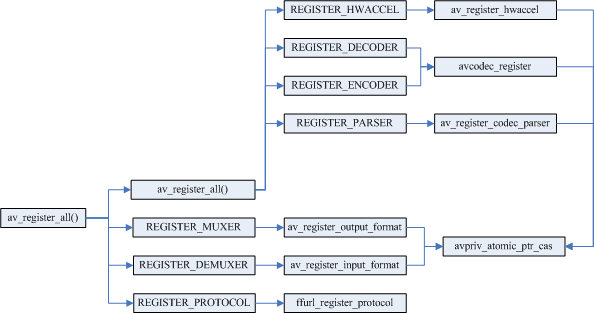 REGISTER_HWACCEL av_register_hwaccel
REGISTER_DECODER
avcodec_register
REGISTER_ENCODER
REGISTER_PARSER av_register_codec_parser
av_register_all()
av_register_all()
REGISTER_MUXER av_register_output_format
avpriv_atomic_ptr_cas
REGISTER_DEMUXER av_register_input_format
REGISTER_PROTOCOL ffurl_register_protocol